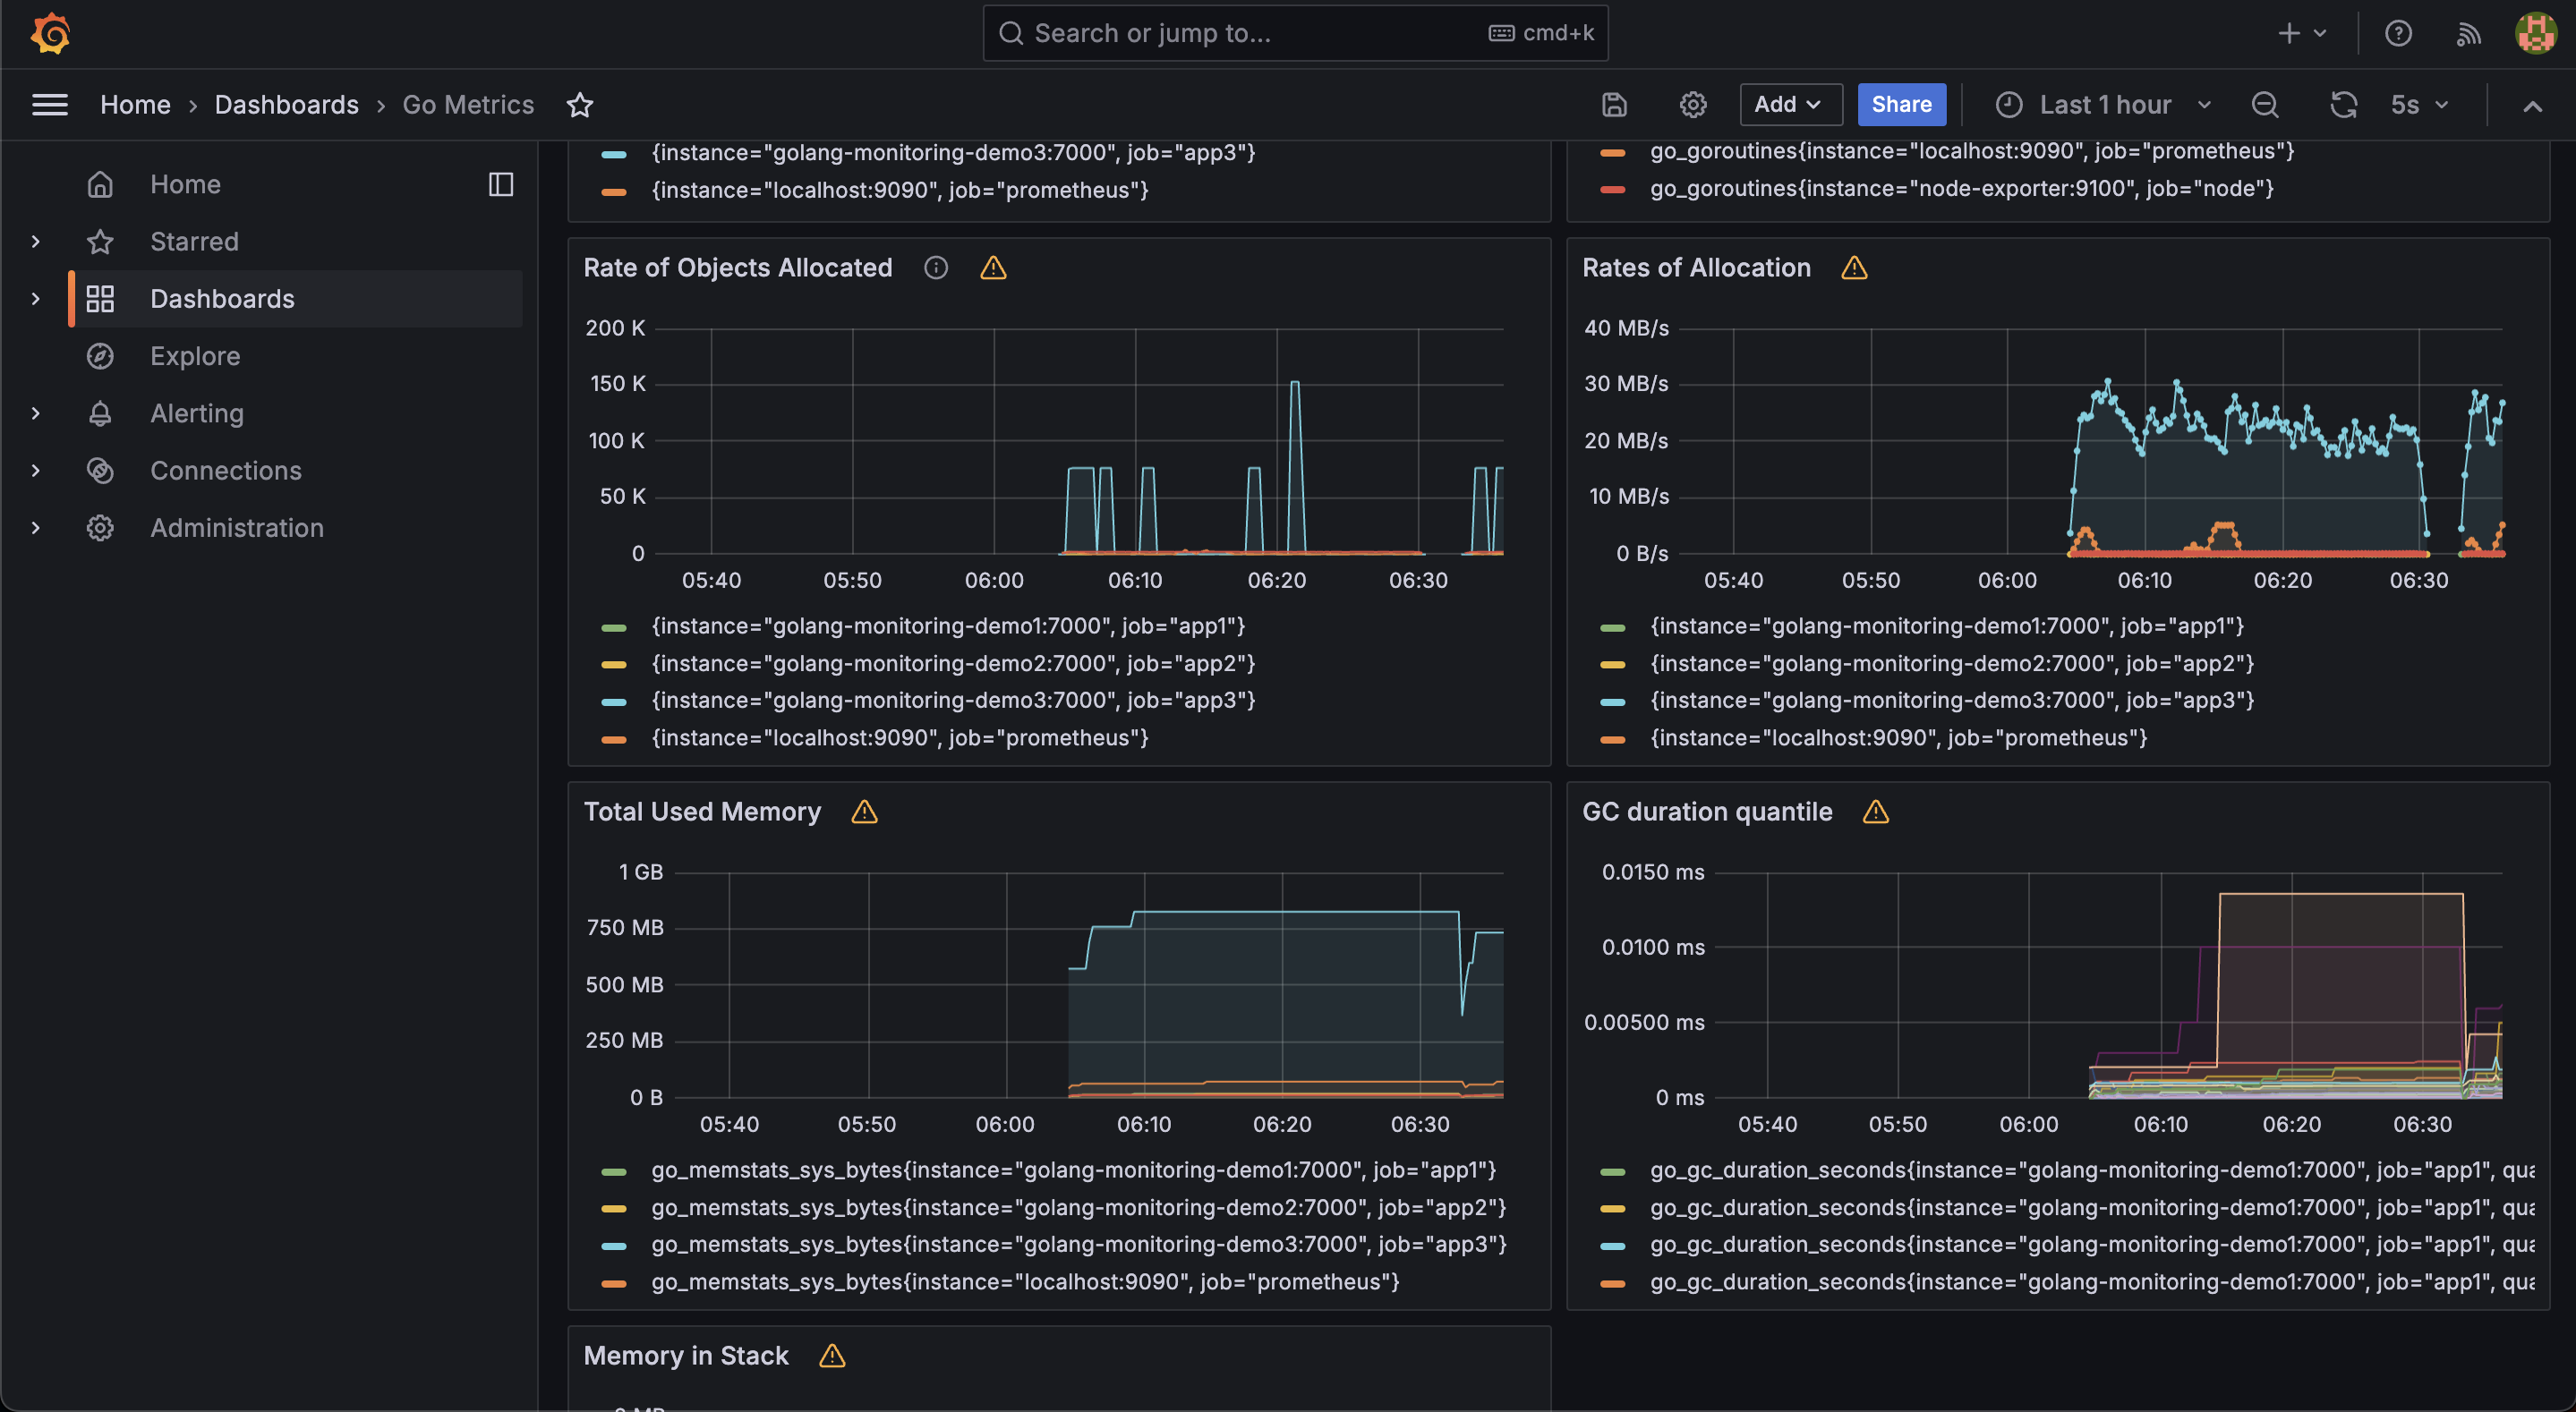 Search or jump to...
cmd+k
Home
Dashboards
Go Metrics
Add
Share
Last 1 hour
5s
Home
Starred
Dashboards
Explore
Alerting
Connections
Administration
{instance="golang-monitoring-demo3:7000", job="app3"}
{instance="localhost:9090", job="prometheus"}
go_goroutines{instance="localhost:9090", job="prometheus"}
go_goroutines{instance="node-exporter:9100", job="node"}
Rate of Objects Allocated
200 K
150 K
100 K
50 K
0
05:40 05:50 06:00 06:10 06:20 06:30
{instance="golang-monitoring-demo1:7000", job="app1"}
{instance="golang-monitoring-demo2:7000", job="app2"}
{instance="golang-monitoring-demo3:7000", job="app3"}
{instance="localhost:9090", job="prometheus"}
Rates of Allocation
40 MB/s
30 MB/s
20 MB/s
10 MB/s
0 B/s
05:40 05:50 06:00 06:10 06:20 06:30
{instance="golang-monitoring-demo1:7000", job="app1"}
{instance="golang-monitoring-demo2:7000", job="app2"}
{instance="golang-monitoring-demo3:7000", job="app3"}
{instance="localhost:9090", job="prometheus"}
Total Used Memory
1 GB
750 MB
500 MB
250 MB
0 B
05:40 05:50 06:00 06:10 06:20 06:30
go_memstats_sys_bytes{instance="golang-monitoring-demo1:7000", job="app1"}
go_memstats_sys_bytes{instance="golang-monitoring-demo2:7000", job="app2"}
go_memstats_sys_bytes{instance="golang-monitoring-demo3:7000", job="app3"}
go_memstats_sys_bytes{instance="localhost:9090", job="prometheus"}
GC duration quantile
0.0150 ms
0.0100 ms
0.00500 ms
0 ms
05:40 05:50 06:00 06:10 06:20 06:30
go_gc_duration_seconds{instance="golang-monitoring-demo1:7000", job="app1", qua
go_gc_duration_seconds{instance="golang-monitoring-demo1:7000", job="app1", qua
go_gc_duration_seconds{instance="golang-monitoring-demo1:7000", job="app1", qua
go_gc_duration_seconds{instance="golang-monitoring-demo1:7000", job="app1", qua
Memory in Stack